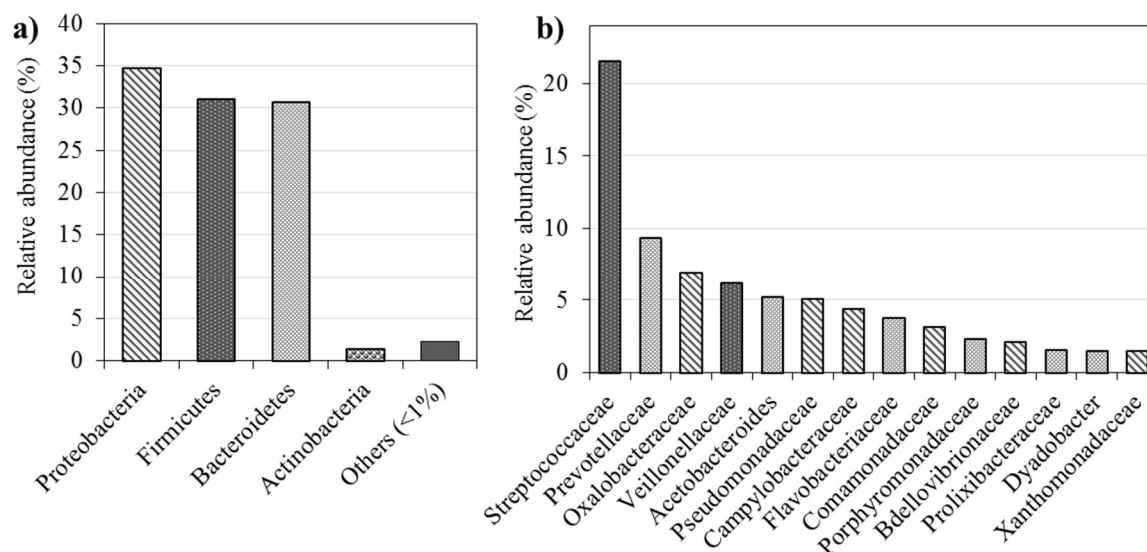 a)
Relative abundance (%)
40
35
30
25
20
15
10
5
0
Proteobacteria
Firmicutes
Bacteroidetes
Actinobacteria
Others (<1%)
b)
Relative abundance (%)
20
15
10
5
0
Streptococcaceae
Prevotellaceae
Oxalobacteraceae
Veillonellaceae
Acetobacteroides
Pseudomonadaceae
Campylobacteraceae
Flavobacteriaceae
Comamonadaceae
Porphyromonadaceae
Bdellovibrionaceae
Prolixibacteraceae
Dyadobacter
Xanthomonadaceae